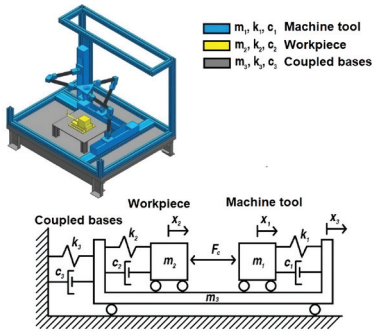 m₁, k₁, c₁ Machine tool
m₂, k₂, c₂ Workpiece
m₃, k₃, c₃ Coupled bases
Workpiece
Machine tool
Coupled bases
x₂
x₁
x₃
k₃
k₂
k₁
F꜀
c₃
c₂
m₂
m₁
c₁
m₃